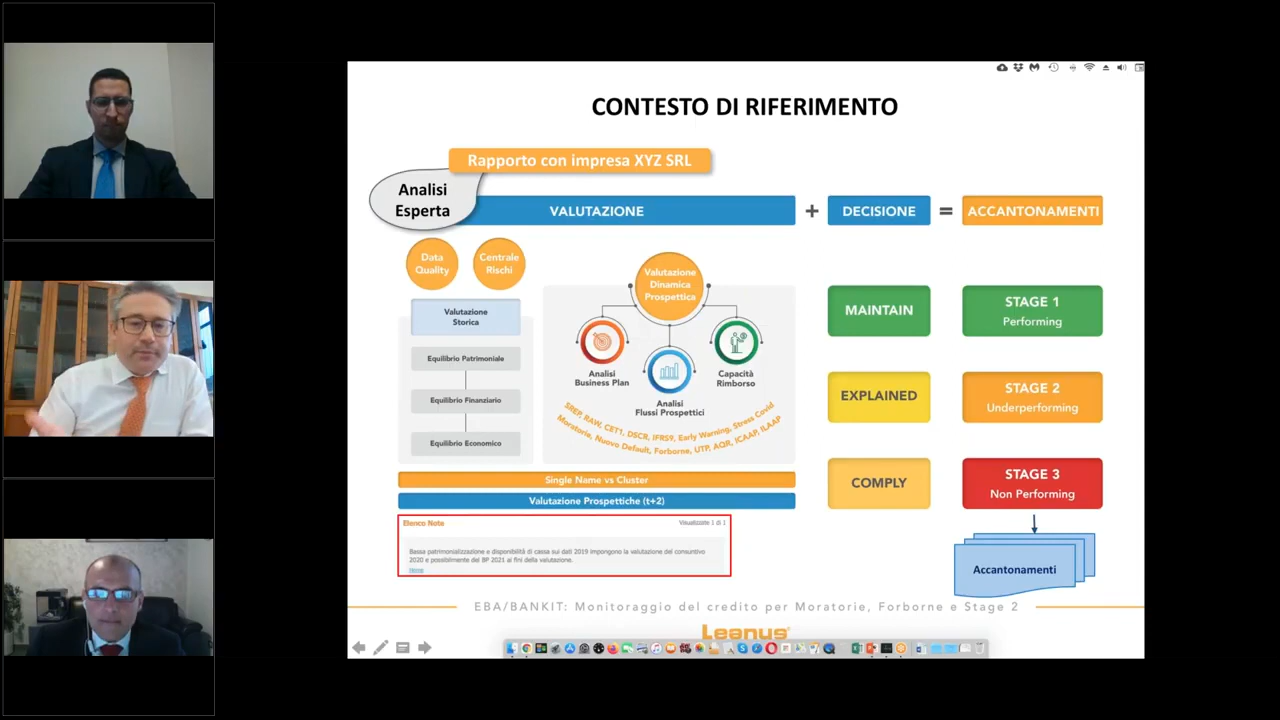 CONTESTO DI RIFERIMENTO
Rapporto con impresa XYZ SRL
Analisi
Esperta
VALUTAZIONE
+
DECISIONE
=
ACCANTONAMENTI
Data
Quality
Centrale
Rischi
Valutazione
Storica
Equilibrio Patrimoniale
Equilibrio Finanziario
Equilibrio Economico
Valutazione
Dinamica
Prospettica
Analisi
Business Plan
Analisi
Flussi Prospettici
Capacità
Rimborso
SREP, RAW, CET1, DSCR, IFRS9, Early Warning, Stress Covid
Moratorie, Nuovo Default, Forborne, UTP, AQR, ICAAP, ILAAP
MAINTAIN
STAGE 1
Performing
EXPLAINED
STAGE 2
Underperforming
COMPLY
STAGE 3
Non Performing
Accantonamenti
Single Name vs Cluster
Valutazione Prospettiche (t+2)
Elenco Note
Visualizzate 1 di 1
Bassa patrimonializzazione e disponibilità di cassa sui dati 2019 impongono la valutazione del consuntivo
2020 e possibilmente del BP 2021 ai fini della valutazione.
Home
EBA/BANKIT: Monitoraggio del credito per Moratorie, Forborne e Stage 2
Leanus